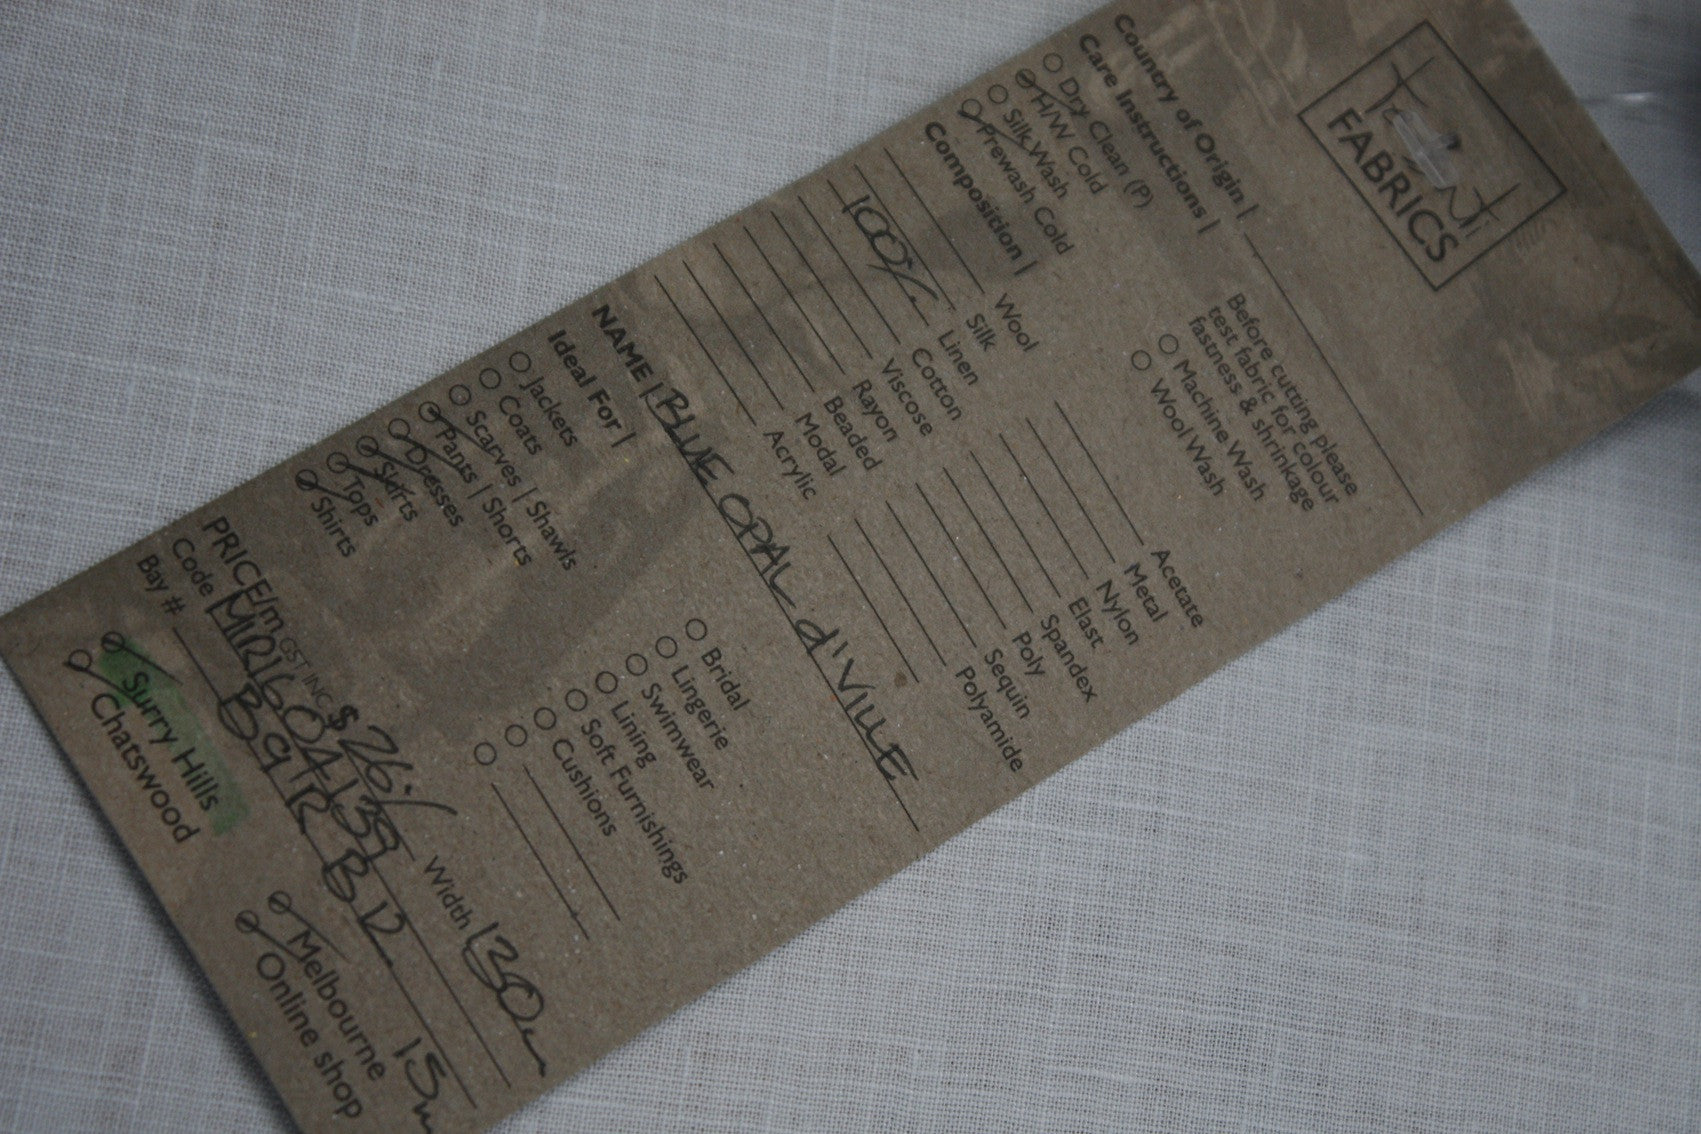 FABRICS
Country of Origin |
Before cutting please
test fabric for colour
fastness & shrinkage
Care Instructions |
Dry Clean (P)
H/W Cold
Silk Wash
Prewash Cold
Machine Wash
Wool Wash
Composition |
Wool
Silk
100% Linen
Cotton
Viscose
Rayon
Beaded
Modal
Acrylic
Acetate
Metal
Nylon
Elast
Spandex
Poly
Sequin
Polyamide
NAME | BLUE OPAL d'VILLE
Ideal For |
Jackets
Coats
Scarves | Shawls
Pants | Shorts
Dresses
Skirts
Tops
Shirts
Bridal
Lingerie
Swimwear
Lining
Soft Furnishings
Cushions
PRICE/m GST INC $ 26 Width 130
Code MIR1604139
Bay # B 12 15m
Surry Hills
Chatswood
Melbourne
Online shop